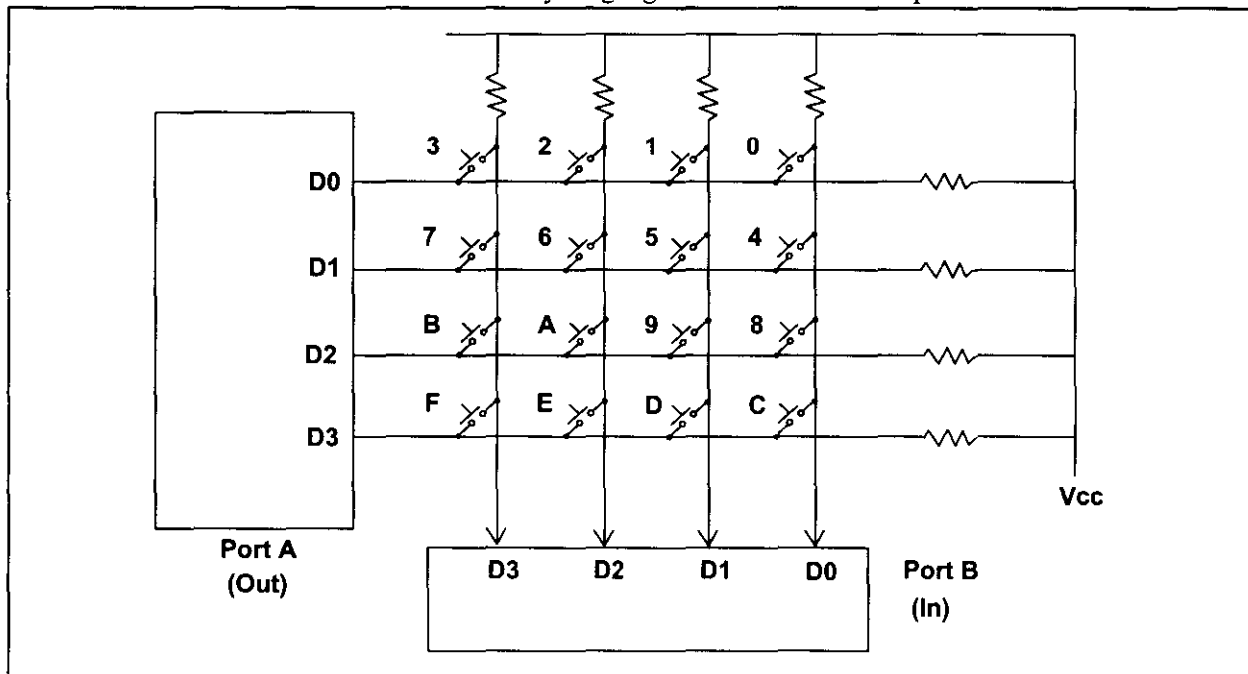 3 2 1 0
D0
7 6 5 4
D1
B A 9 8
D2
F E D C
D3
Vcc
Port A
(Out)
D3 D2 D1 D0
Port B
(In)